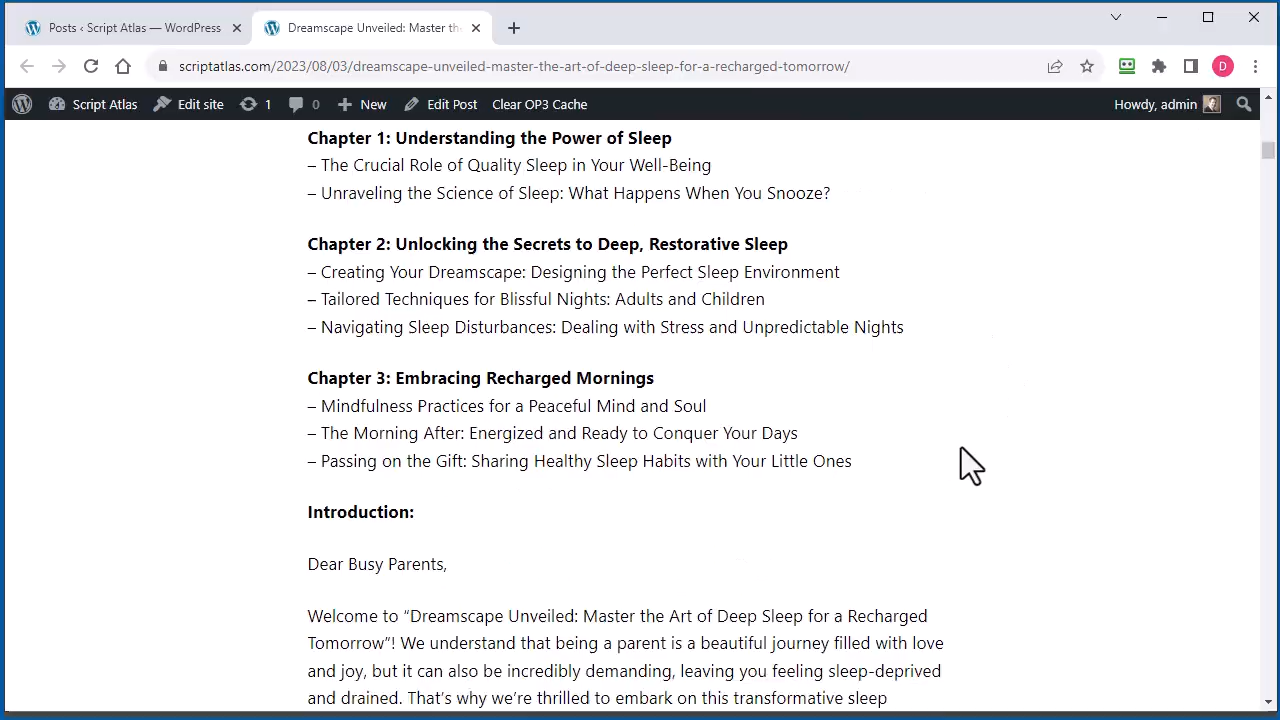 Posts ‹ Script Atlas — WordPress
Dreamscape Unveiled: Master the
scriptatlas.com/2023/08/03/dreamscape-unveiled-master-the-art-of-deep-sleep-for-a-recharged-tomorrow/
D
Script Atlas Edit site 1 0 New Edit Post Clear OP3 Cache Howdy, admin
Chapter 1: Understanding the Power of Sleep
– The Crucial Role of Quality Sleep in Your Well-Being
– Unraveling the Science of Sleep: What Happens When You Snooze?
Chapter 2: Unlocking the Secrets to Deep, Restorative Sleep
– Creating Your Dreamscape: Designing the Perfect Sleep Environment
– Tailored Techniques for Blissful Nights: Adults and Children
– Navigating Sleep Disturbances: Dealing with Stress and Unpredictable Nights
Chapter 3: Embracing Recharged Mornings
– Mindfulness Practices for a Peaceful Mind and Soul
– The Morning After: Energized and Ready to Conquer Your Days
– Passing on the Gift: Sharing Healthy Sleep Habits with Your Little Ones
Introduction:
Dear Busy Parents,
Welcome to “Dreamscape Unveiled: Master the Art of Deep Sleep for a Recharged
Tomorrow”! We understand that being a parent is a beautiful journey filled with love
and joy, but it can also be incredibly demanding, leaving you feeling sleep-deprived
and drained. That’s why we’re thrilled to embark on this transformative sleep